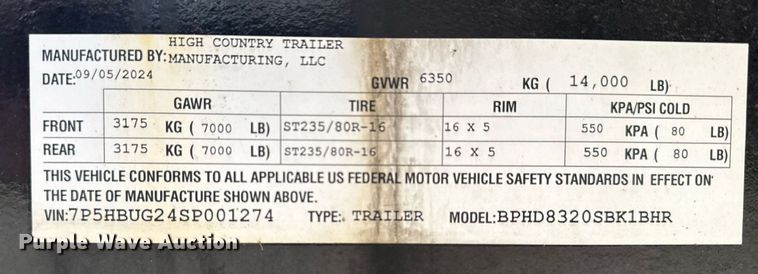 HIGH COUNTRY TRAILER
MANUFACTURED BY: MANUFACTURING, LLC
DATE: 09/05/2024 GVWR 6350 KG ( 14,000 LB)
GAWR TIRE RIM KPA/PSI COLD
FRONT 3175 KG ( 7000 LB) ST235/80R-16 16 X 5 550 KPA ( 80 LB)
REAR 3175 KG ( 7000 LB) ST235/80R-16 16 X 5 550 KPA ( 80 LB)
THIS VEHICLE CONFORMS TO ALL APPLICABLE US FEDERAL MOTOR VEHICLE SAFETY STANDARDS IN EFFECT ON
THE DATE OF MANUFACTURE SHOWN ABOVE.
VIN:7P5HBUG24SP001274 TYPE: TRAILER MODEL:BPHD8320SBK1BHR
Purple Wave Auction